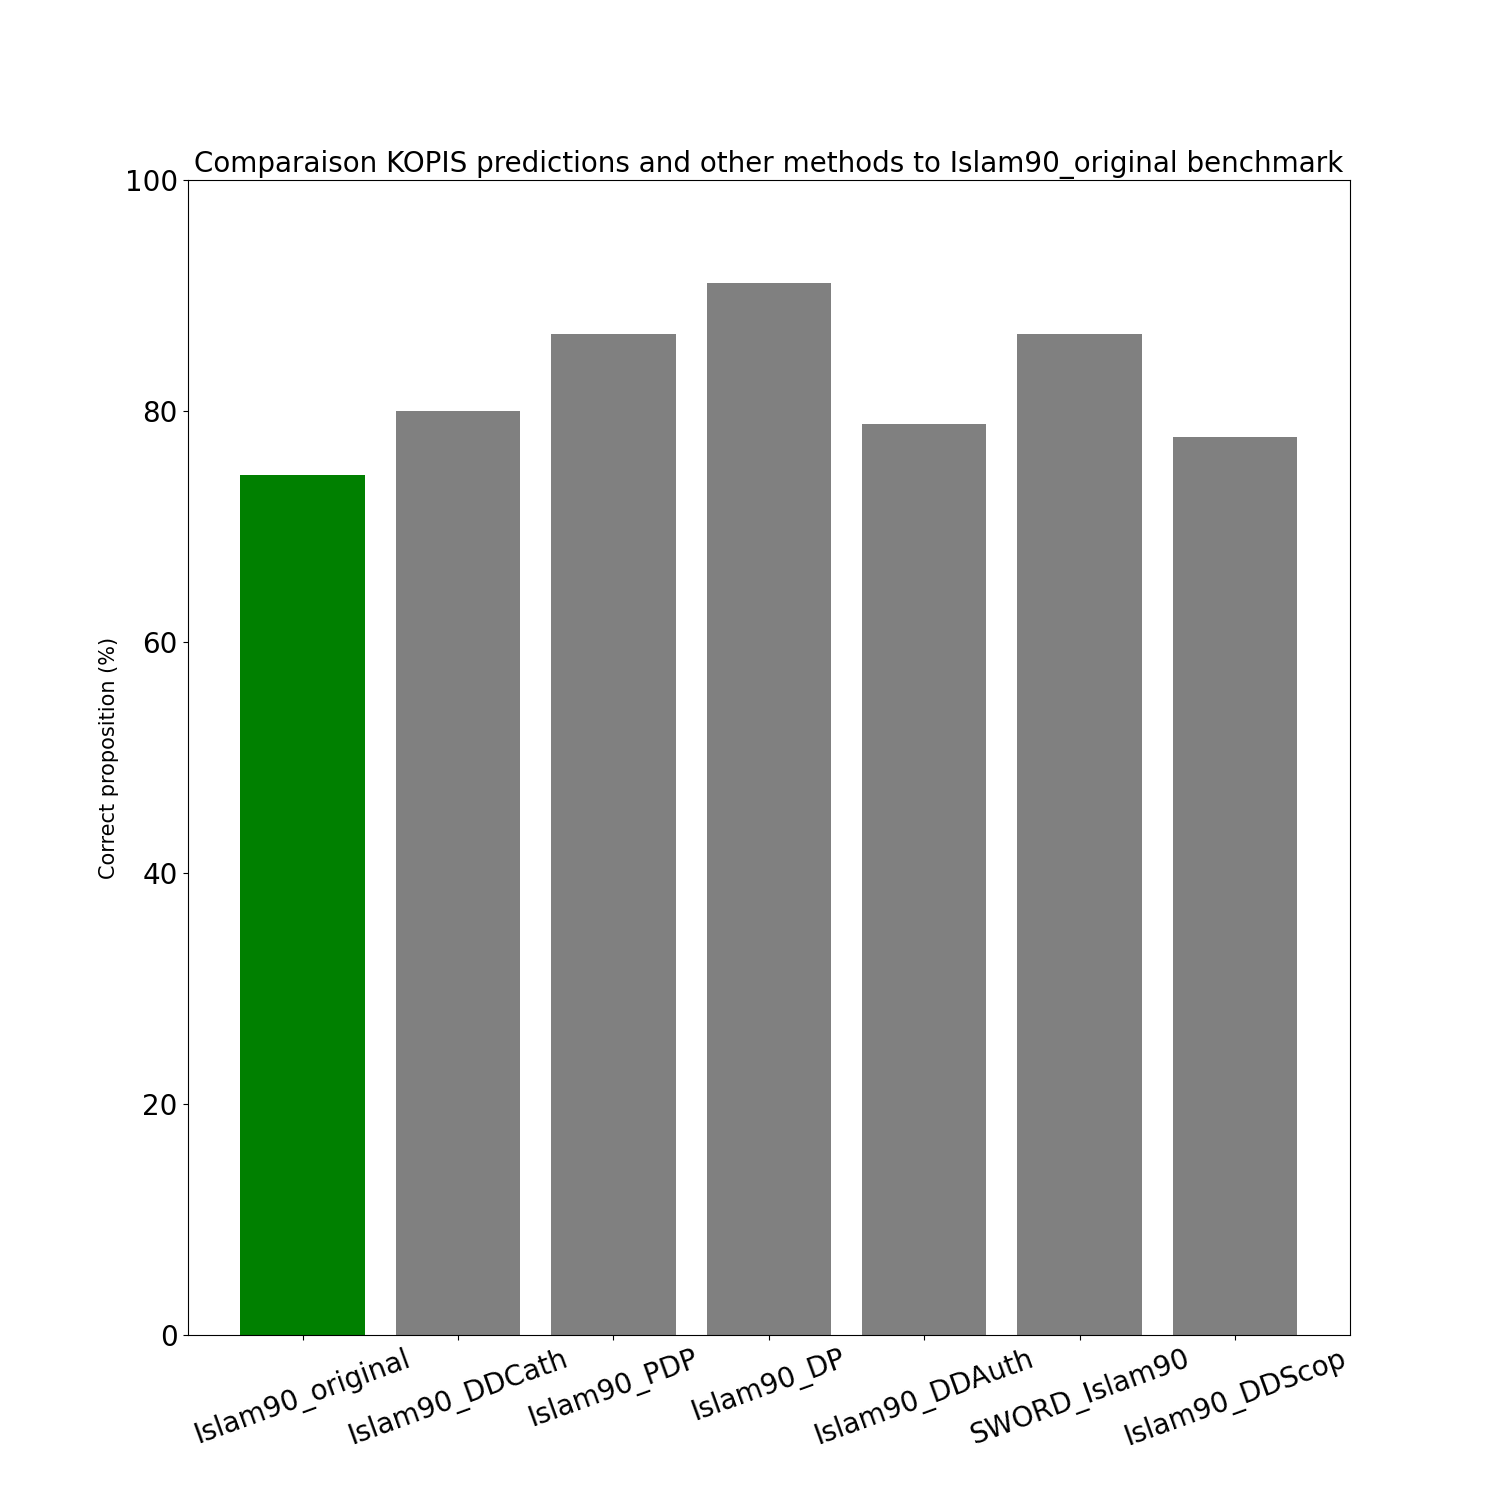 Comparaison KOPIS predictions and other methods to Islam90_original benchmark
100
80
60
40
20
0
Correct proposition (%)
Islam90_original
Islam90_DDCath
Islam90_PDP
Islam90_DP
Islam90_DDAuth
SWORD_Islam90
Islam90_DDScop